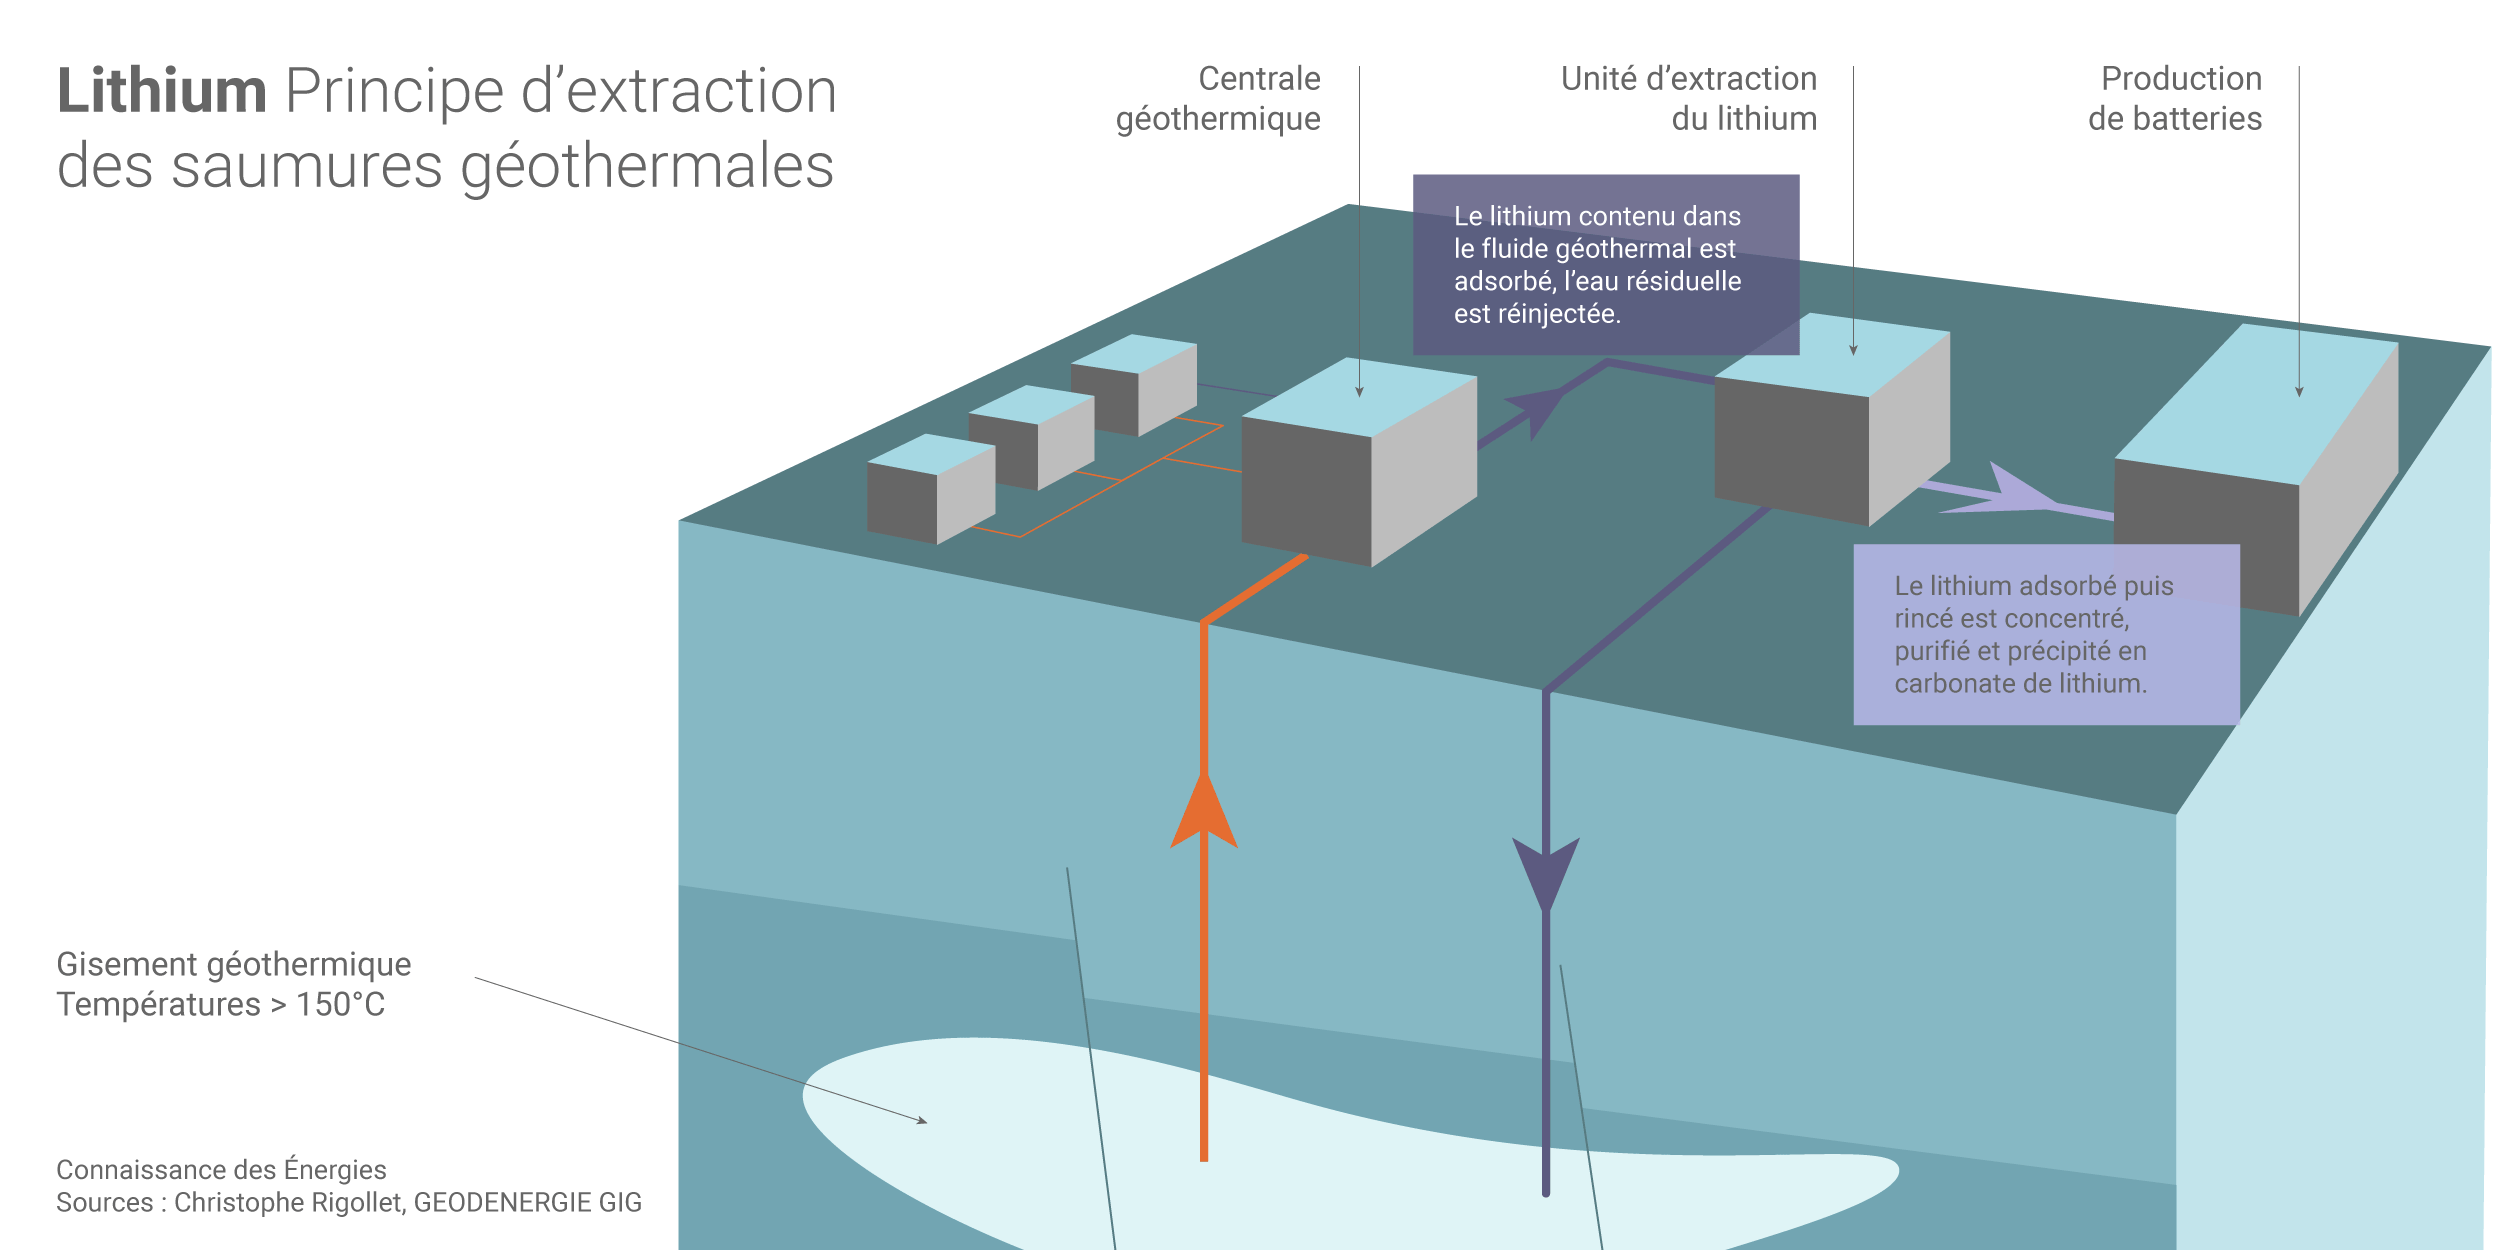 Lithium Principe d’extraction
des saumures géothermales
Centrale
géothermique
Unité d’extraction
du lithium
Production
de batteries
Le lithium contenu dans
le fluide géothermal est
adsorbé, l’eau résiduelle
est réinjectée.
Le lithium adsorbé puis
rincé est concentré,
purifié et précipité en
carbonate de lithium.
Gisement géothermique
Températures > 150°C
Connaissance des Énergies
Sources : Christophe Rigollet, GEODENERGIE GIG